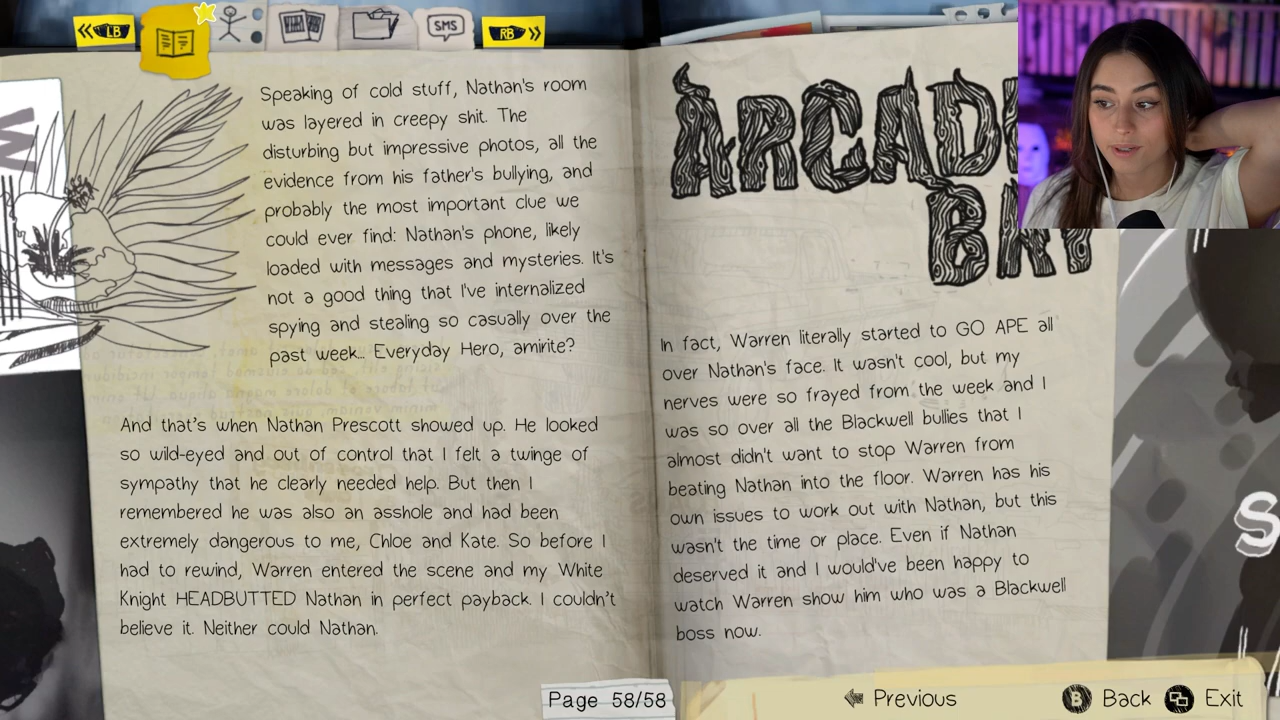 LB
SMS
RB
Speaking of cold stuff, Nathan's room
was layered in creepy shit. The
disturbing but impressive photos, all the
evidence from his father's bullying, and
probably the most important clue we
could ever find: Nathan's phone, likely
loaded with messages and mysteries. It's
not a good thing that I've internalized
spying and stealing so casually over the
past week... Everyday Hero, amirite?
And that's when Nathan Prescott showed up. He looked
so wild-eyed and out of control that I felt a twinge of
sympathy that he clearly needed help. But then I
remembered he was also an asshole and had been
extremely dangerous to me, Chloe and Kate. So before I
had to rewind, Warren entered the scene and my White
Knight HEADBUTTED Nathan in perfect payback. I couldn't
believe it. Neither could Nathan.
ARCAD
BAY
In fact, Warren literally started to GO APE all
over Nathan's face. It wasn't cool, but my
nerves were so frayed from the week and I
was so over all the Blackwell bullies that I
almost didn't want to stop Warren from
beating Nathan into the floor. Warren has his
own issues to work out with Nathan, but this
wasn't the time or place. Even if Nathan
deserved it and I would've been happy to
watch Warren show him who was a Blackwell
boss now.
S
Page 58/58
Previous
B Back
Exit